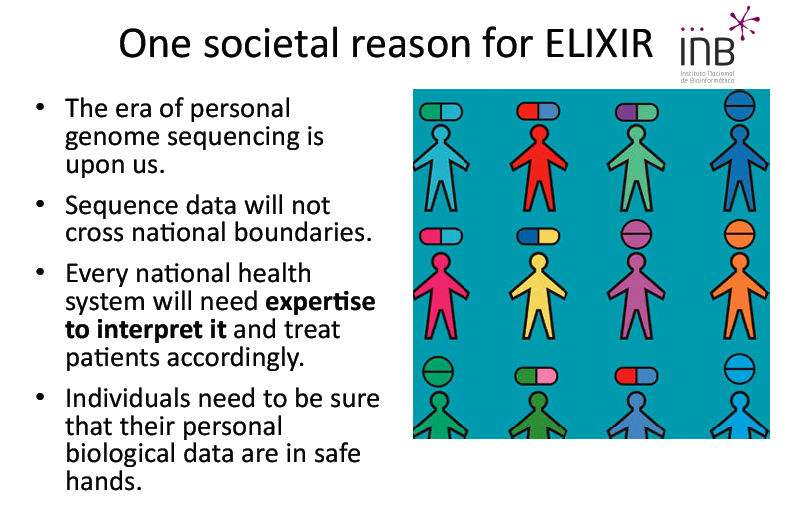 One societal reason for ELIXIR
inB
Instituto Nacional
de Bioinformática
• The era of personal
genome sequencing is
upon us.
• Sequence data will not
cross national boundaries.
• Every national health
system will need expertise
to interpret it and treat
patients accordingly.
• Individuals need to be sure
that their personal
biological data are in safe
hands.